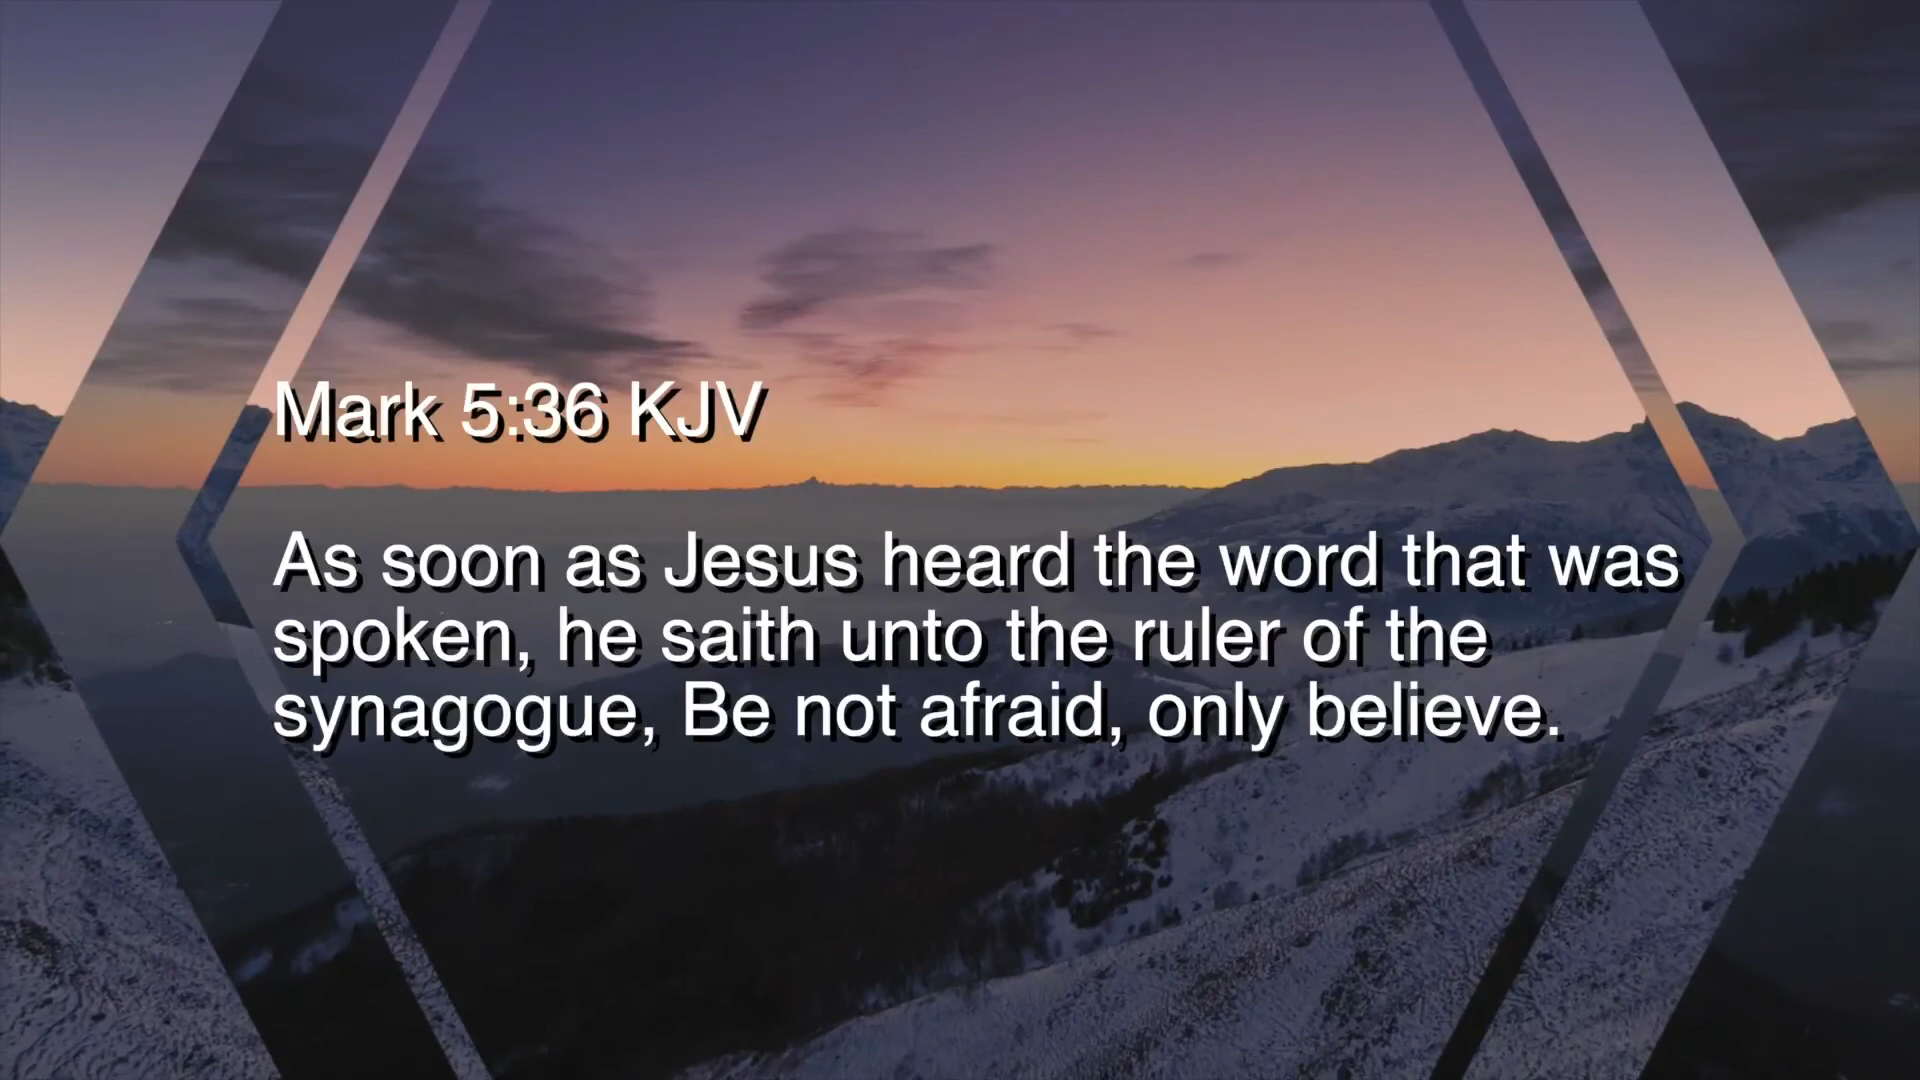 Mark 5:36 KJV
As soon as Jesus heard the word that was
spoken, he saith unto the ruler of the
synagogue, Be not afraid, only believe.